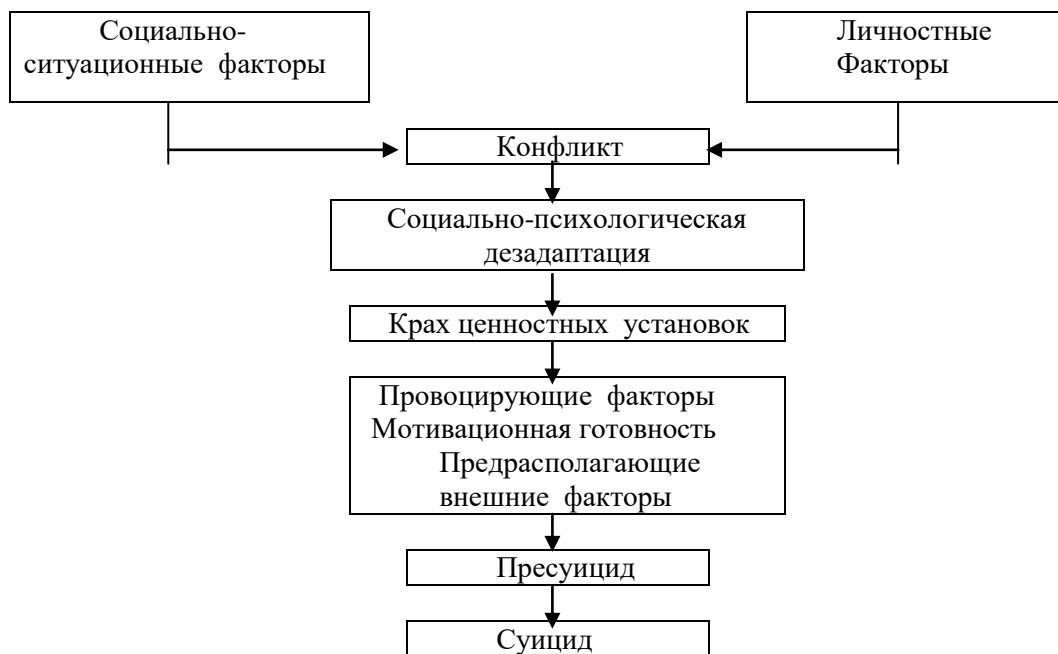 Социально-
ситуационные факторы
Личностные
Факторы
Конфликт
Социально-психологическая
дезадаптация
Крах ценностных установок
Провоцирующие факторы
Мотивационная готовность
Предрасполагающие
внешние факторы
Пресуицид
Суицид